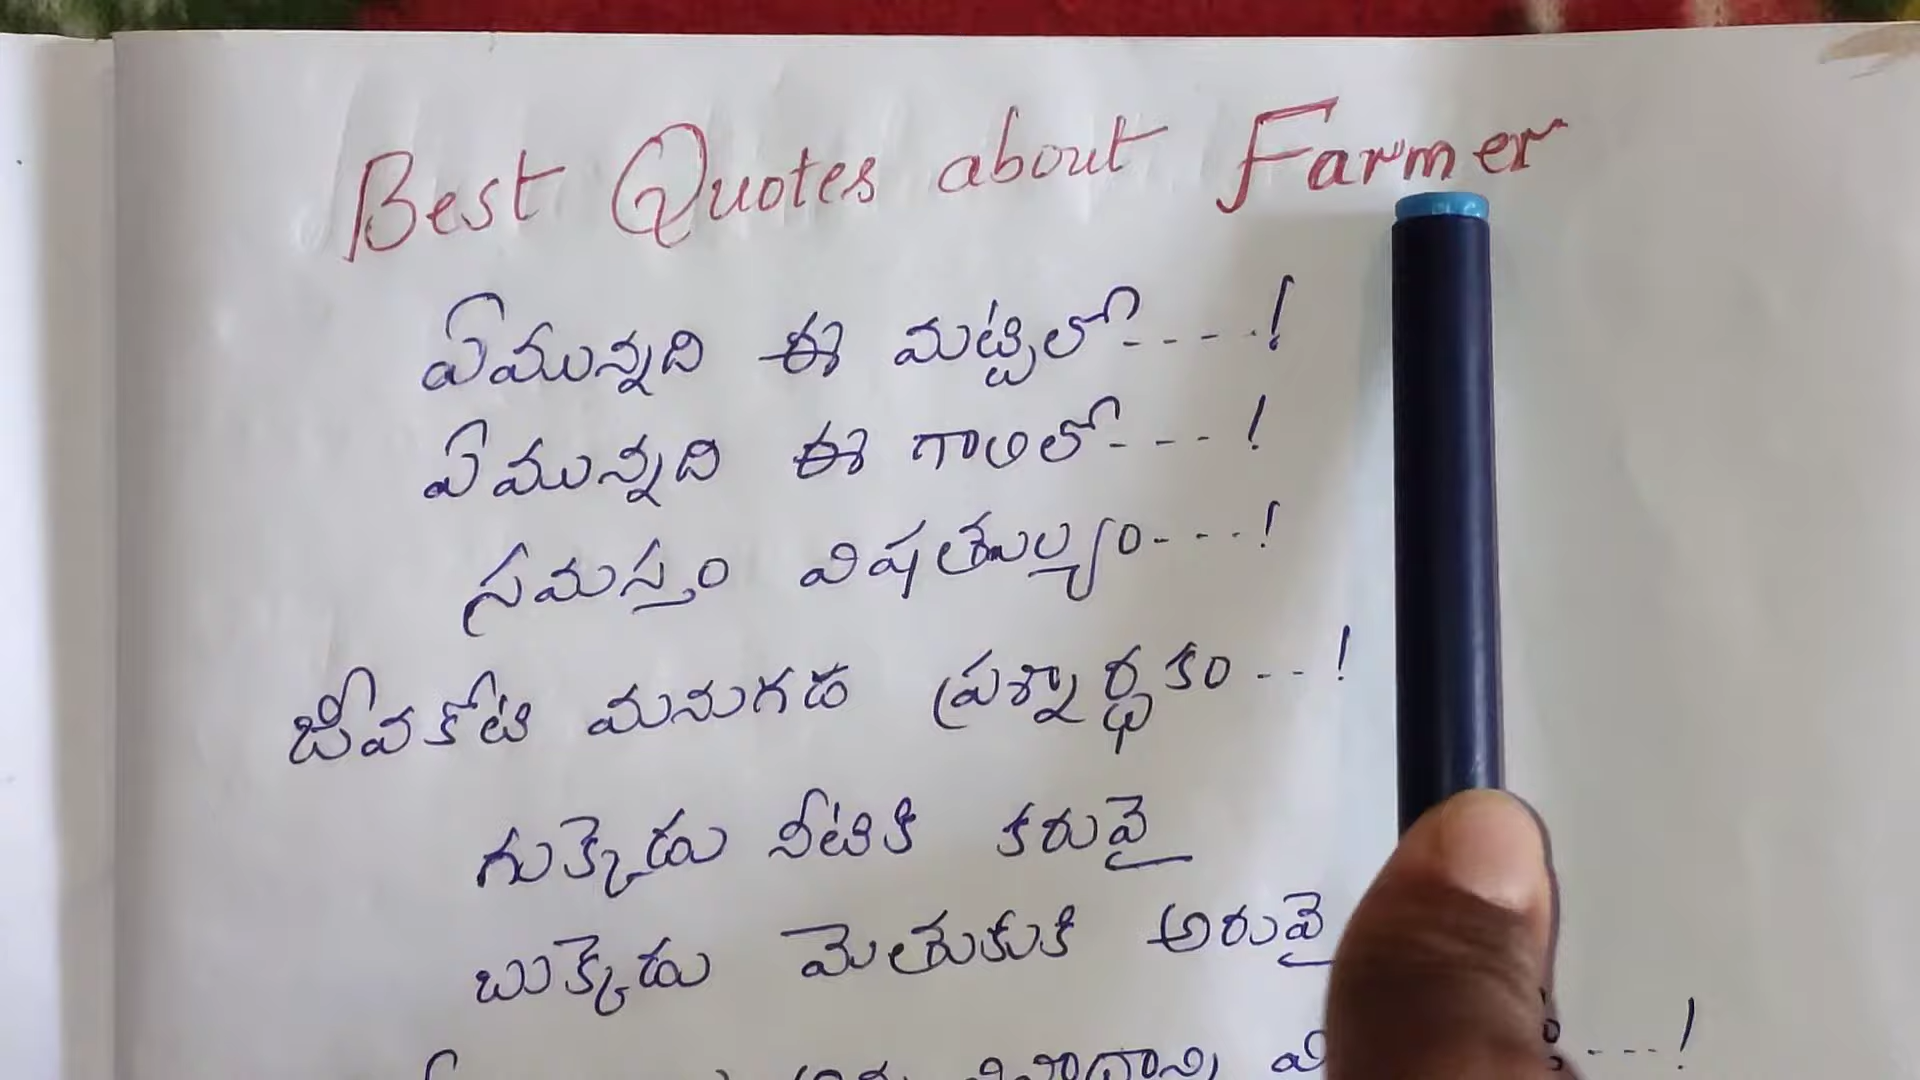 Best Quotes about Farmer
ఏమున్నది ఈ మట్టిలో----!
ఏమున్నది ఈ గాలిలో----!
సమస్తం విషతుల్యం----!
జీవకోటి మనుగడ ప్రశ్నార్థకం--!
గుక్కెడు నీటికి కరువై
బుక్కెడు మెతుకుకి అరువై